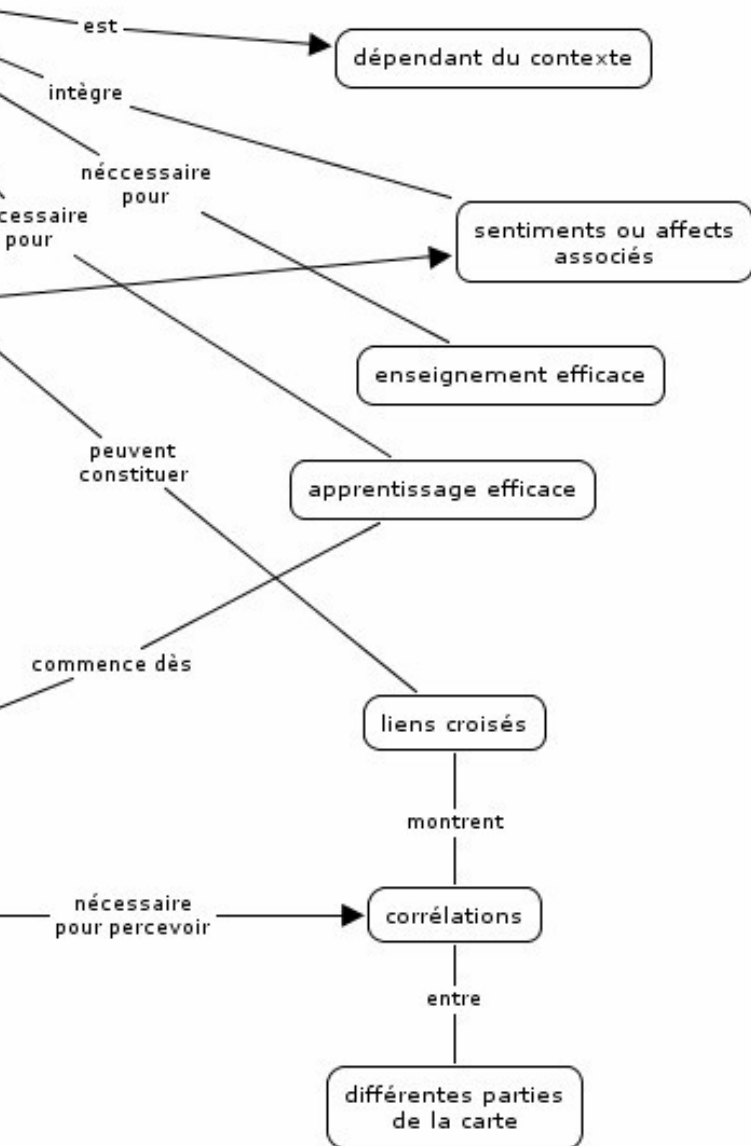 est
dépendant du contexte
intègre
néccessaire
pour
cessaire
pour
sentiments ou affects
associés
enseignement efficace
peuvent
constituer
apprentissage efficace
commence dès
liens croisés
montrent
nécessaire
pour percevoir
corrélations
entre
différentes parties
de la carte